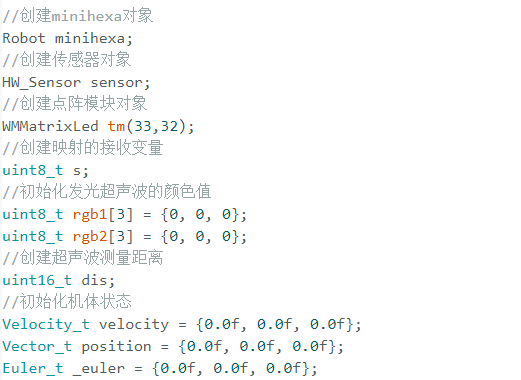 //创建minihexa对象
Robot minihexa;
//创建传感器对象
HW_Sensor sensor;
//创建点阵模块对象
WMMatrixLed tm(33,32);
//创建映射的接收变量
uint8_t s;
//初始化发光超声波的颜色值
uint8_t rgb1[3] = {0, 0, 0};
uint8_t rgb2[3] = {0, 0, 0};
//创建超声波测量距离
uint16_t dis;
//初始化机体状态
Velocity_t velocity = {0.0f, 0.0f, 0.0f};
Vector_t position = {0.0f, 0.0f, 0.0f};
Euler_t _euler = {0.0f, 0.0f, 0.0f};